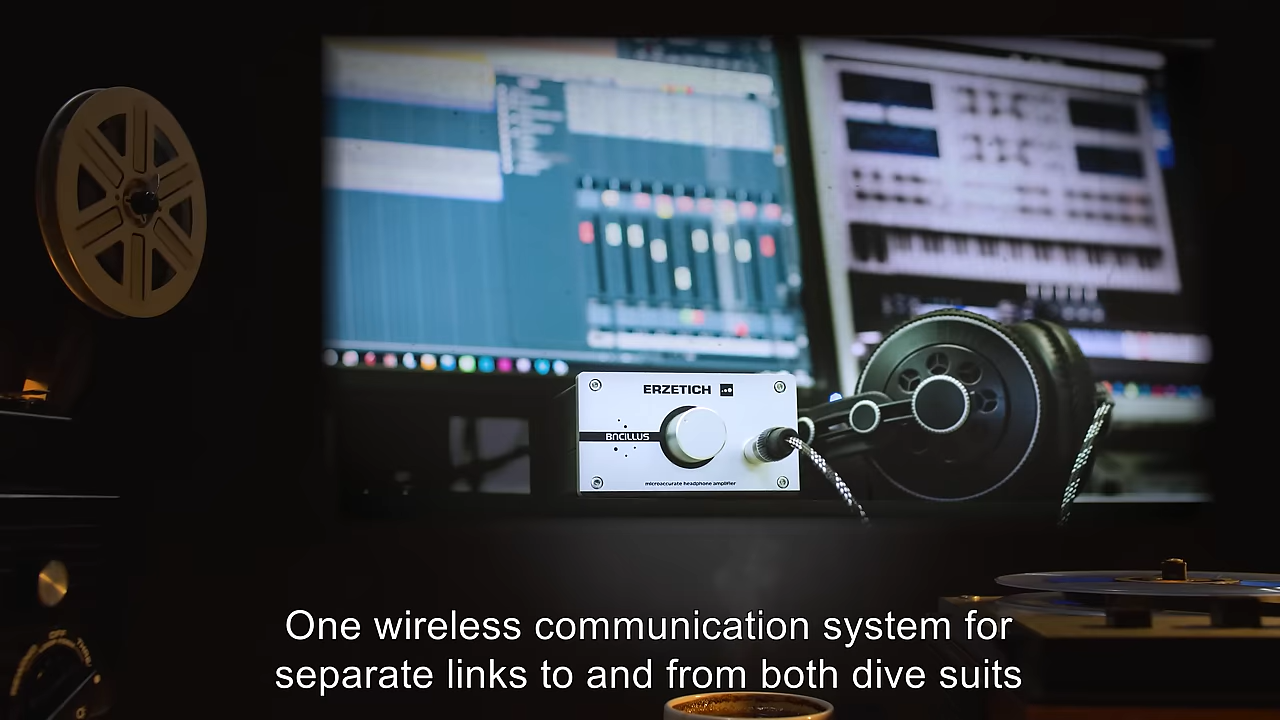 ERZETICH
BACILLUS
microaccurate headphone amplifier
One wireless communication system for
separate links to and from both dive suits